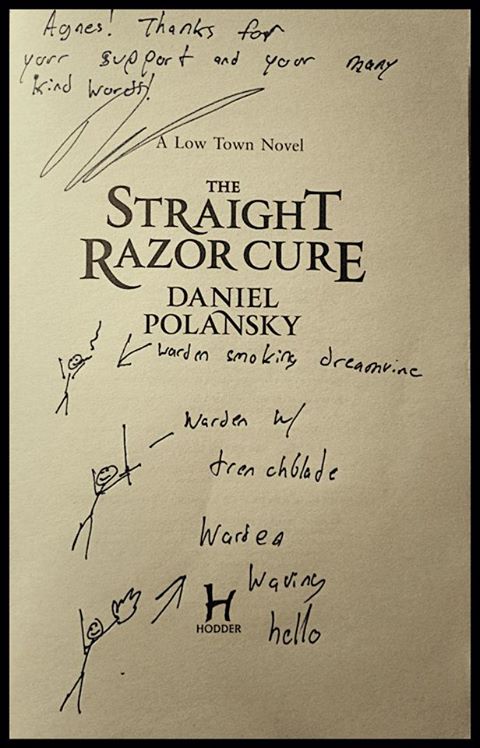 Agnes! Thanks for
your support and your many
kind words!
A Low Town Novel
THE
STRAIGHT
RAZOR CURE
DANIEL
POLANSKY
Warden smoking dreamvine
Warden w/
trenchblade
Warden
waving
hello
H
HODDER